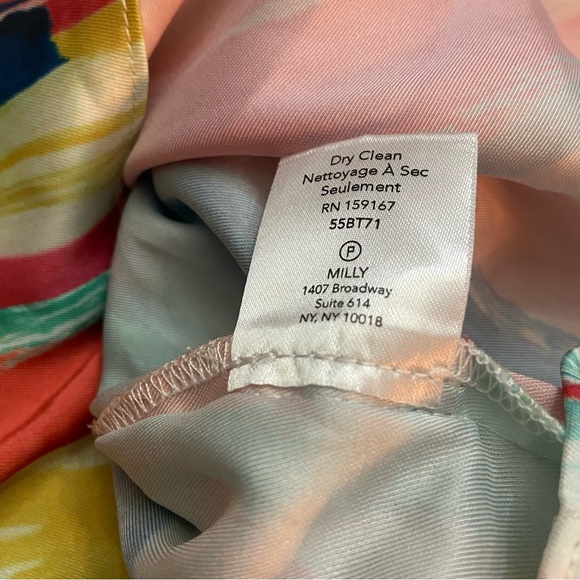 Dry Clean
Nettoyage À Sec
Seulement
RN 159167
55BT71
P
MILLY
1407 Broadway
Suite 614
NY, NY 10018